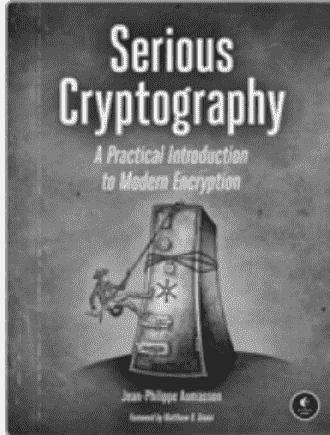 Serious
Cryptography
A Practical Introduction
to Modern Encryption
Jean-Philippe Aumasson
Foreword by Matthew D. Green